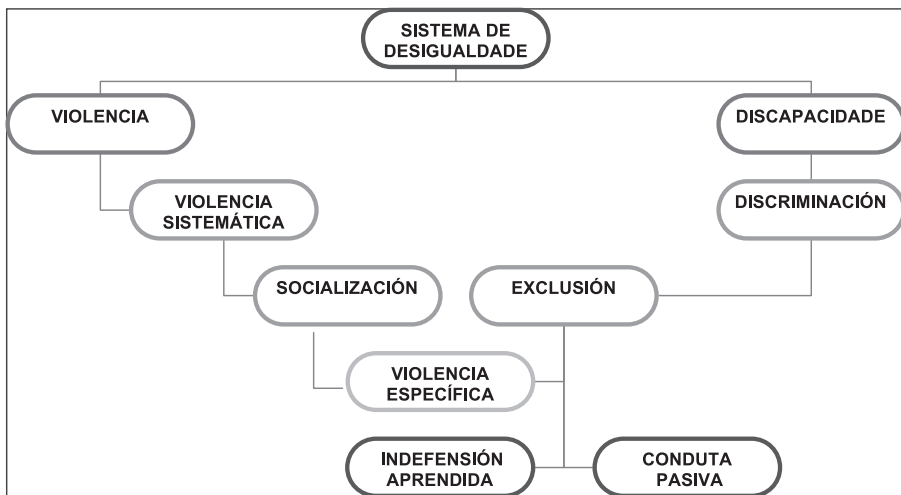 SISTEMA DE
DESIGUALDADE
VIOLENCIA
DISCAPACIDADE
VIOLENCIA
SISTEMÁTICA
DISCRIMINACIÓN
SOCIALIZACIÓN
EXCLUSIÓN
VIOLENCIA
ESPECÍFICA
INDEFENSIÓN
APRENDIDA
CONDUTA
PASIVA